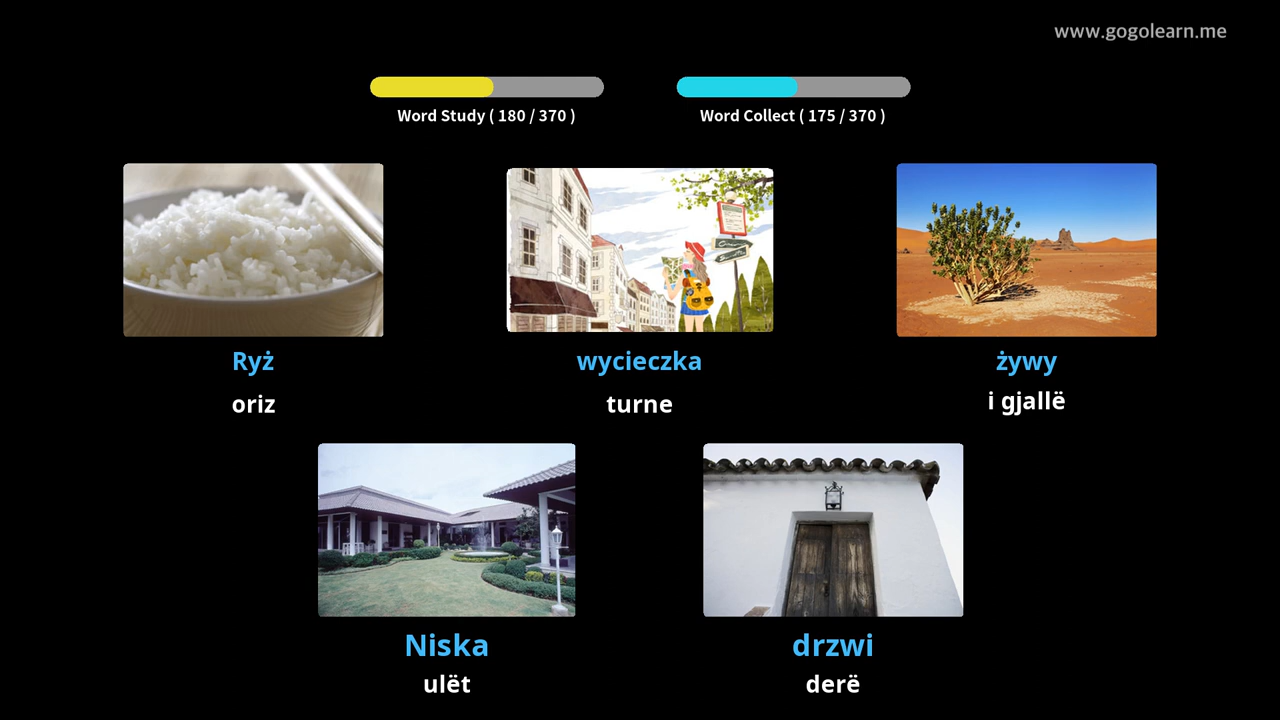 www.gogolearn.me
Word Study ( 180 / 370 )
Word Collect ( 175 / 370 )
Ryż
wycieczka
żywy
oriz
turne
i gjallë
Niska
drzwi
ulët
derë